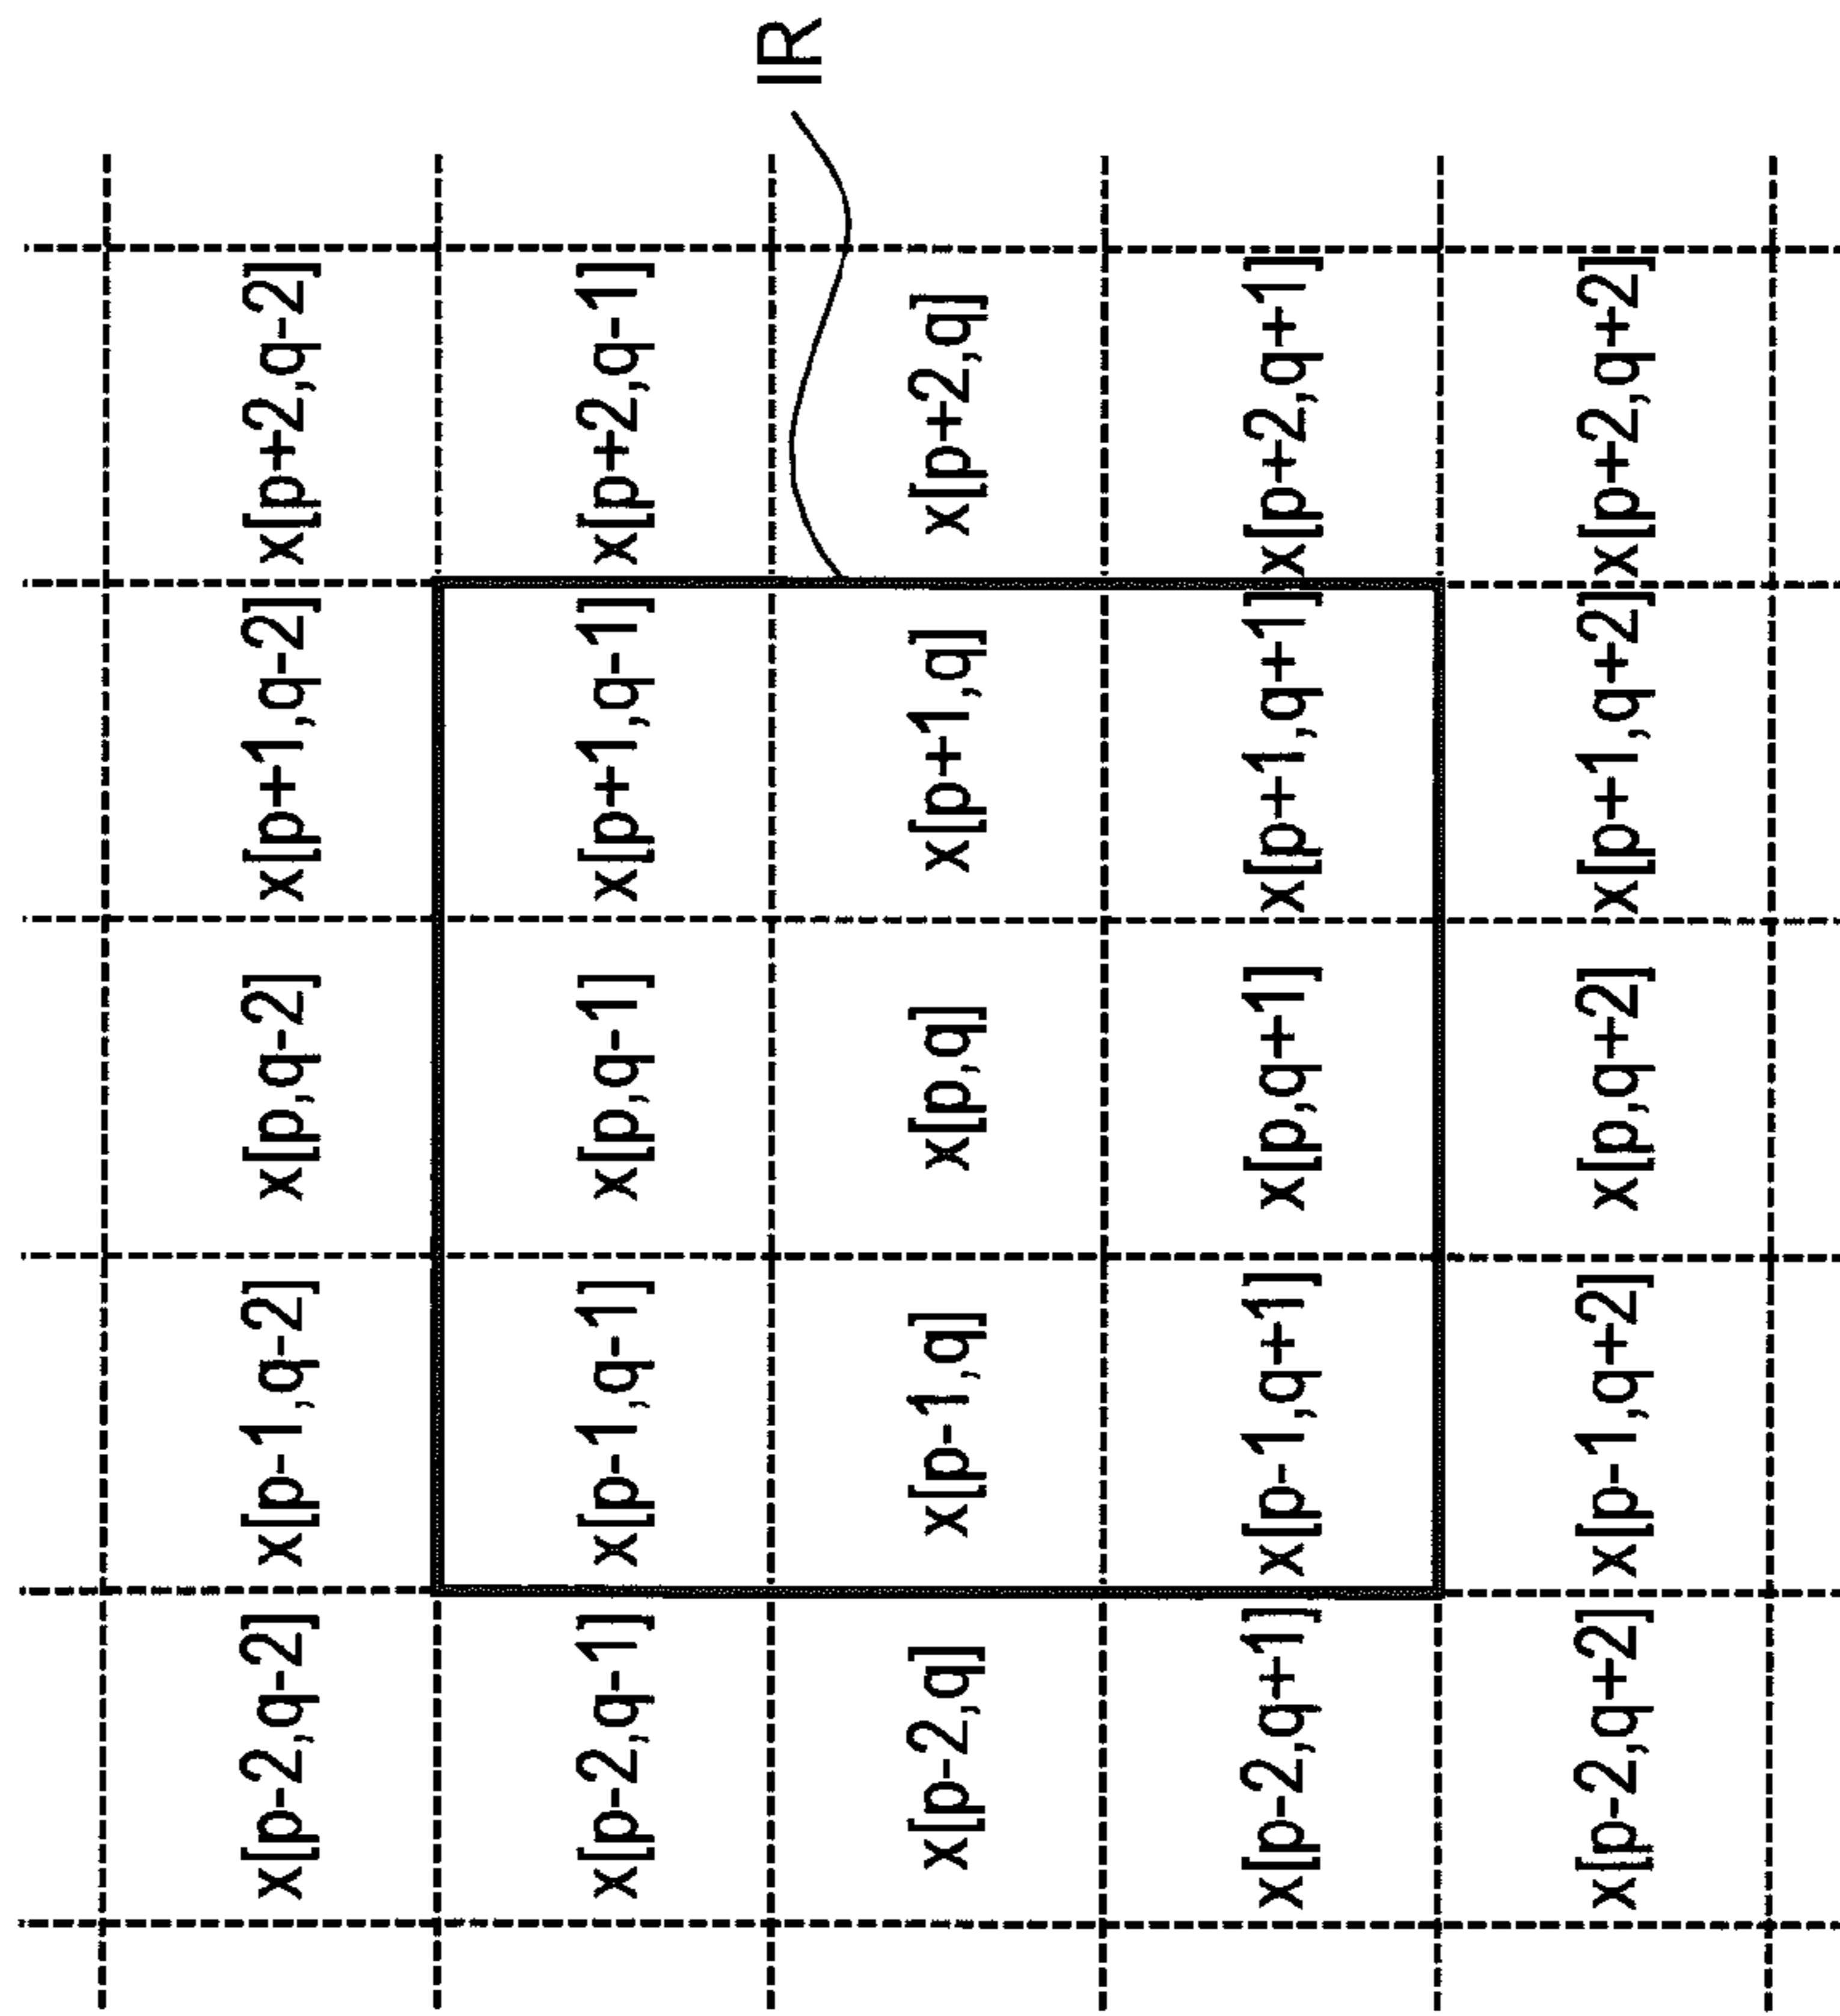 x[p-2,q-2] x[p-1,q-2] x[p,q-2] x[p+1,q-2] x[p+2,q-2]
x[p-2,q-1] x[p-1,q-1] x[p,q-1] x[p+1,q-1] x[p+2,q-1]
IR
x[p-2,q] x[p-1,q] x[p,q] x[p+1,q] x[p+2,q]
x[p-2,q+1] x[p-1,q+1] x[p,q+1] x[p+1,q+1] x[p+2,q+1]
x[p-2,q+2] x[p-1,q+2] x[p,q+2] x[p+1,q+2] x[p+2,q+2]